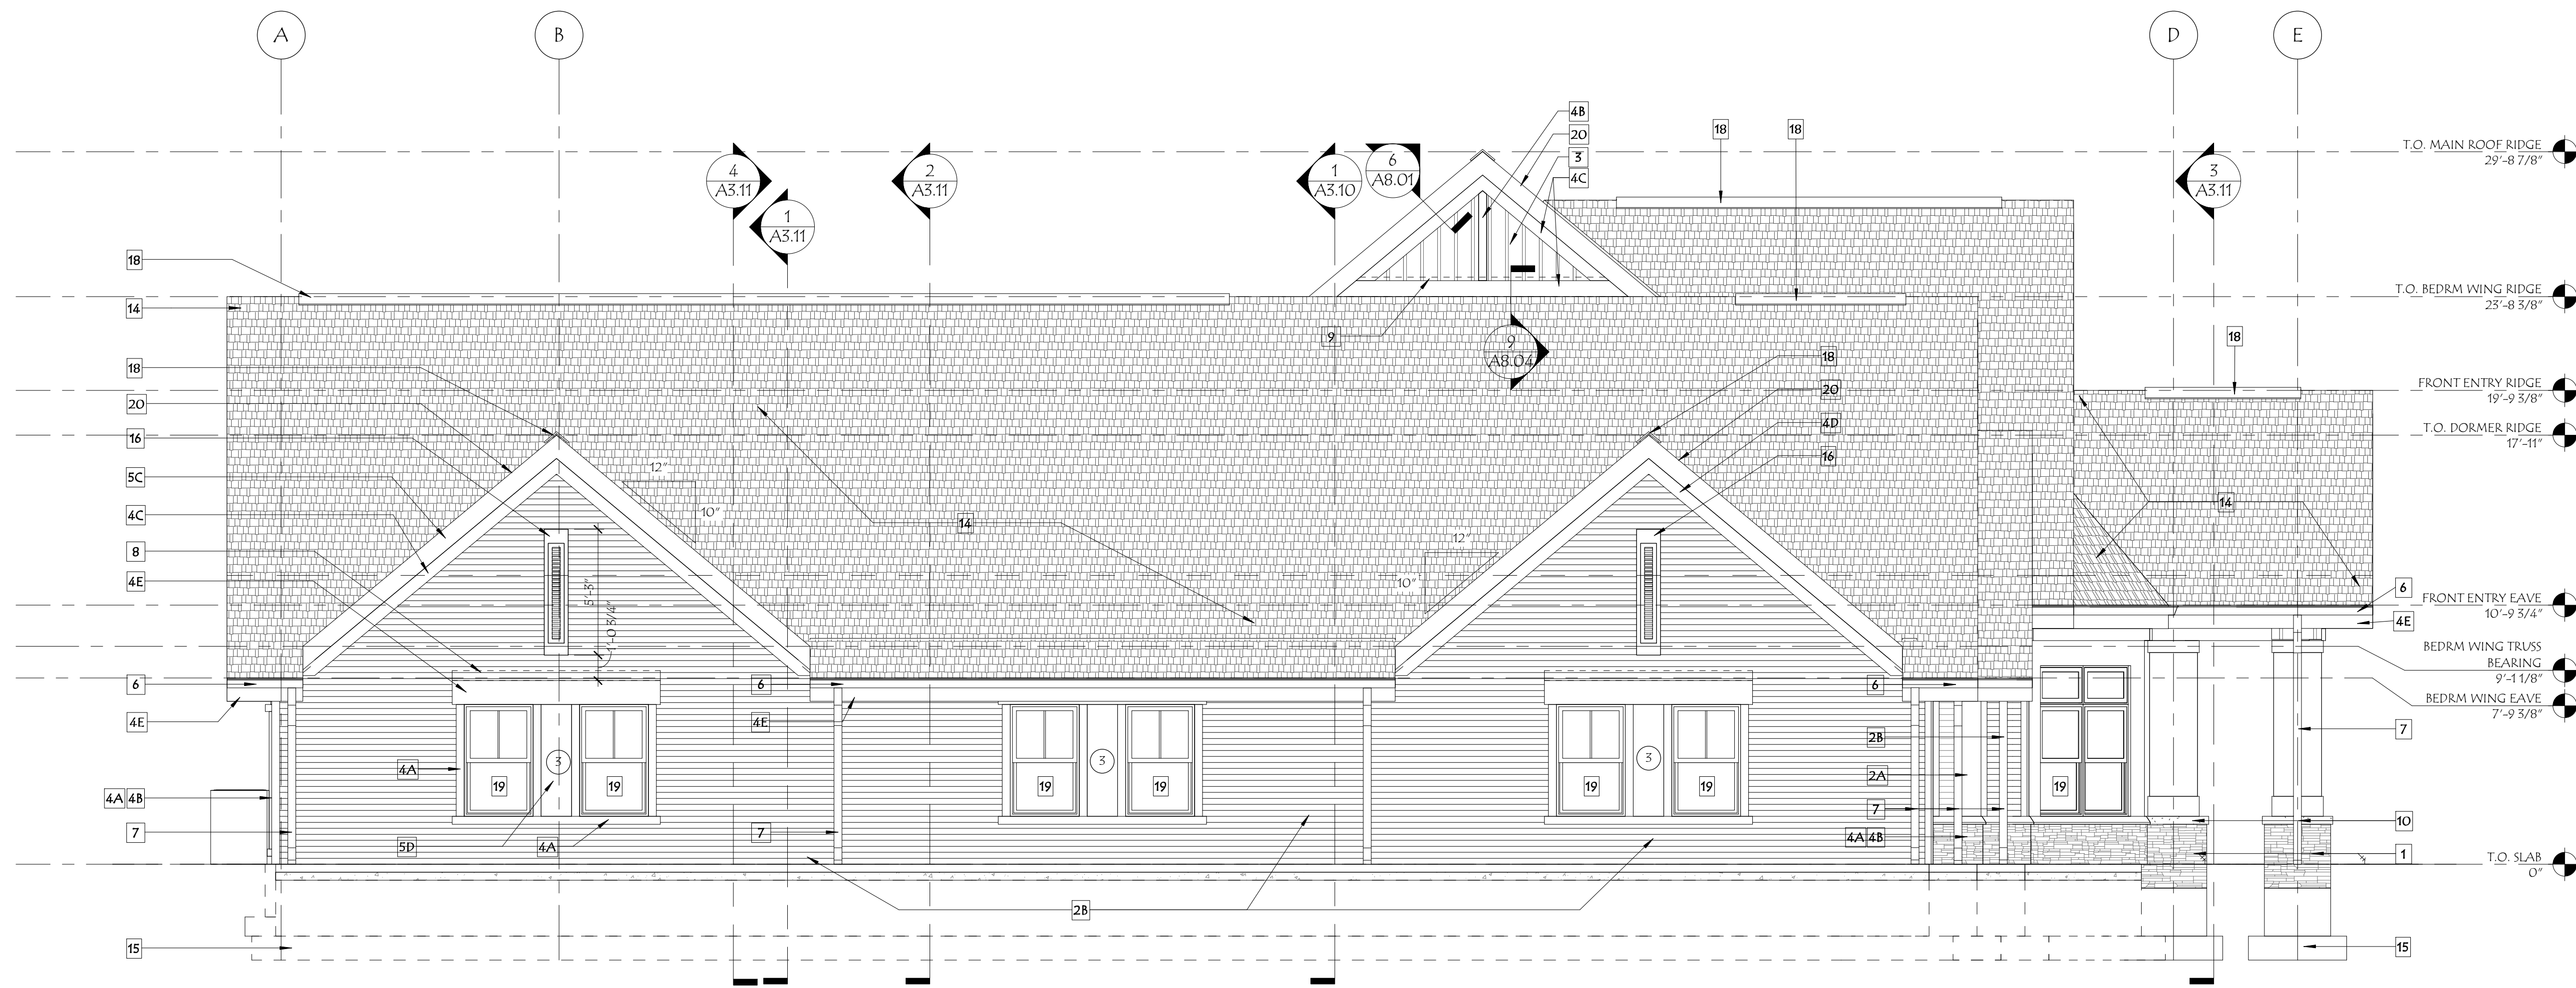 A
B
D
E
4B
20
3
4C
18
18
T.O. MAIN ROOF RIDGE
29'-8 7/8"
4
A3.11
2
A3.11
1
A3.10
6
A8.01
3
A3.11
1
A3.11
18
14
T.O. BEDRM WING RIDGE
23'-8 3/8"
9
9
A8.04
18
18
18
20
16
5C
4C
8
4E
18
20
4D
16
FRONT ENTRY RIDGE
19'-9 3/8"
T.O. DORMER RIDGE
17'-11"
12"
10"
14
12"
10"
14
5'-3"
1'-0 3/4"
6
4E
FRONT ENTRY EAVE
10'-9 3/4"
BEDRM WING TRUSS
BEARING
9'-1 1/8"
BEDRM WING EAVE
7'-9 3/8"
6
4E
6
4E
6
7
2B
2A
7
4A 4B
4A
19
3
19
19
3
19
19
3
19
19
4A 4B
7
5D
4A
7
10
1
T.O. SLAB
0"
2B
15
15